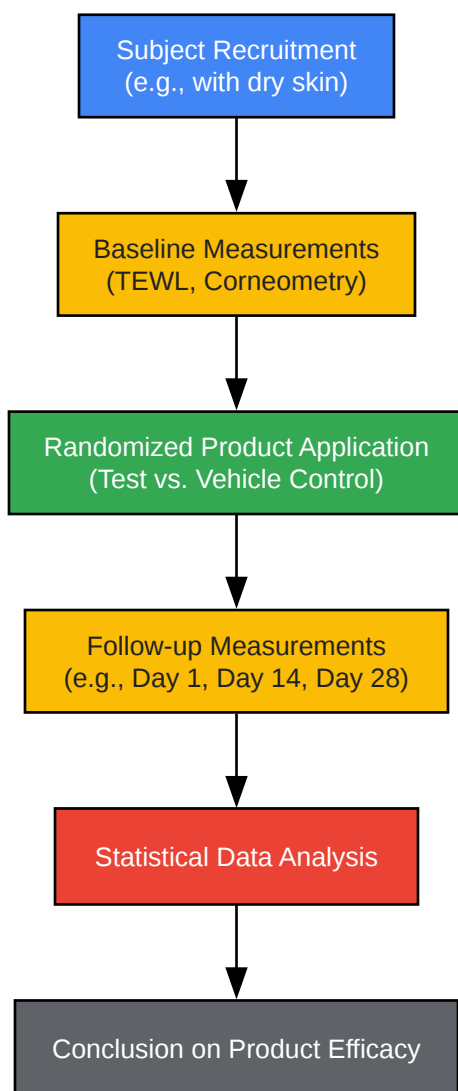 Subject Recruitment
(e.g., with dry skin)
Baseline Measurements
(TEWL, Corneometry)
Randomized Product Application
(Test vs. Vehicle Control)
Follow-up Measurements
(e.g., Day 1, Day 14, Day 28)
Statistical Data Analysis
Conclusion on Product Efficacy